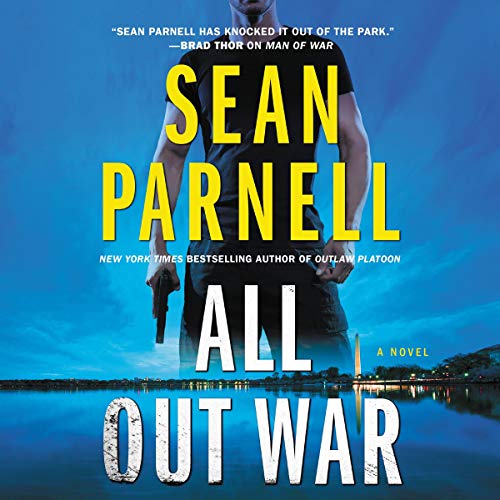 “SEAN PARNELL HAS KNOCKED IT OUT OF THE PARK.”
—BRAD THOR ON MAN OF WAR
SEAN
PARNELL
NEW YORK TIMES BESTSELLING AUTHOR OF OUTLAW PLATOON
ALL
A NOVEL
OUT WAR